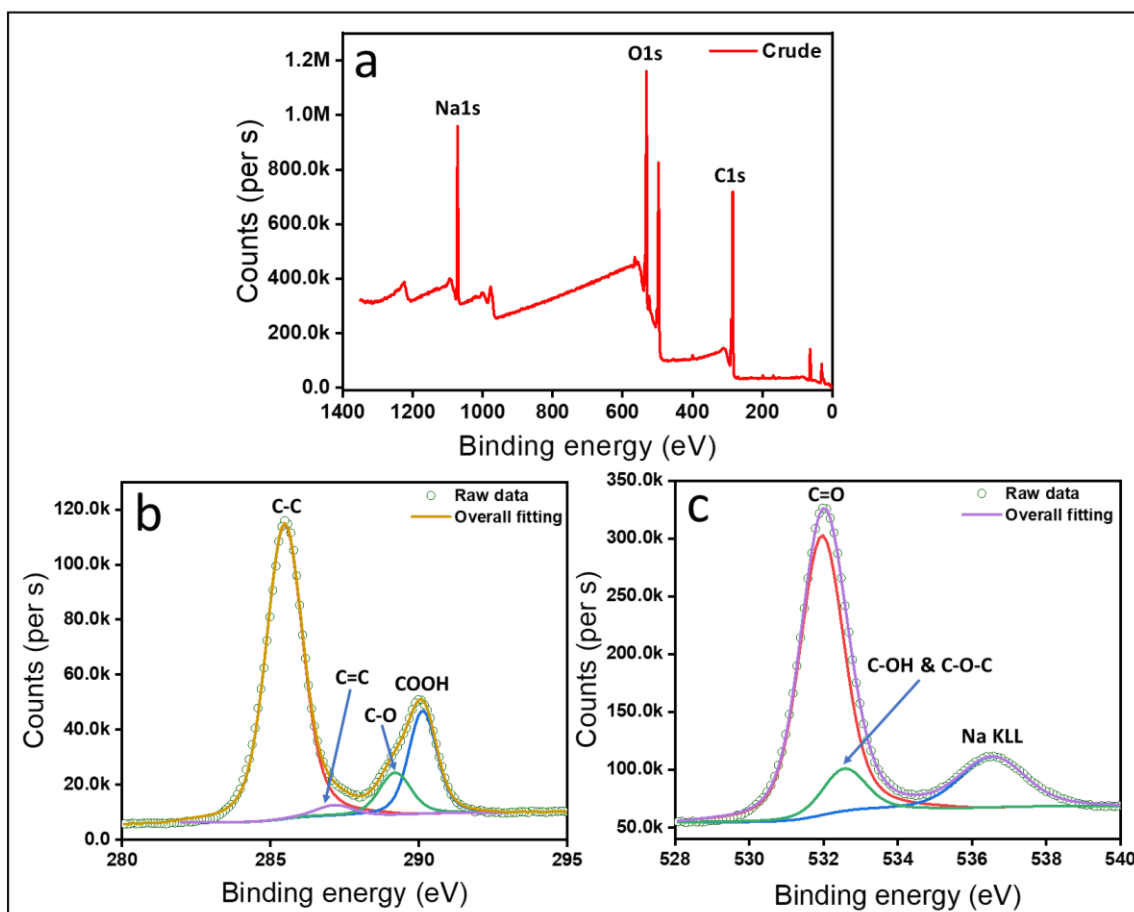 a
Crude
Na1s
O1s
C1s
Counts (per s)
1.2M
1.0M
800.0k
600.0k
400.0k
200.0k
0.0
1400 1200 1000 800 600 400 200 0
Binding energy (eV)
b
Raw data
Overall fitting
C-C
C=C
C-O
COOH
Counts (per s)
120.0k
100.0k
80.0k
60.0k
40.0k
20.0k
0.0
280 285 290 295
Binding energy (eV)
c
Raw data
Overall fitting
C=O
C-OH & C-O-C
Na KLL
Counts (per s)
350.0k
300.0k
250.0k
200.0k
150.0k
100.0k
50.0k
528 530 532 534 536 538 540
Binding energy (eV)